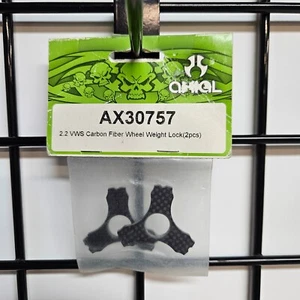 AXIAL
AX30757
2.2 VWS Carbon Fiber Wheel Weight Lock(2pcs)